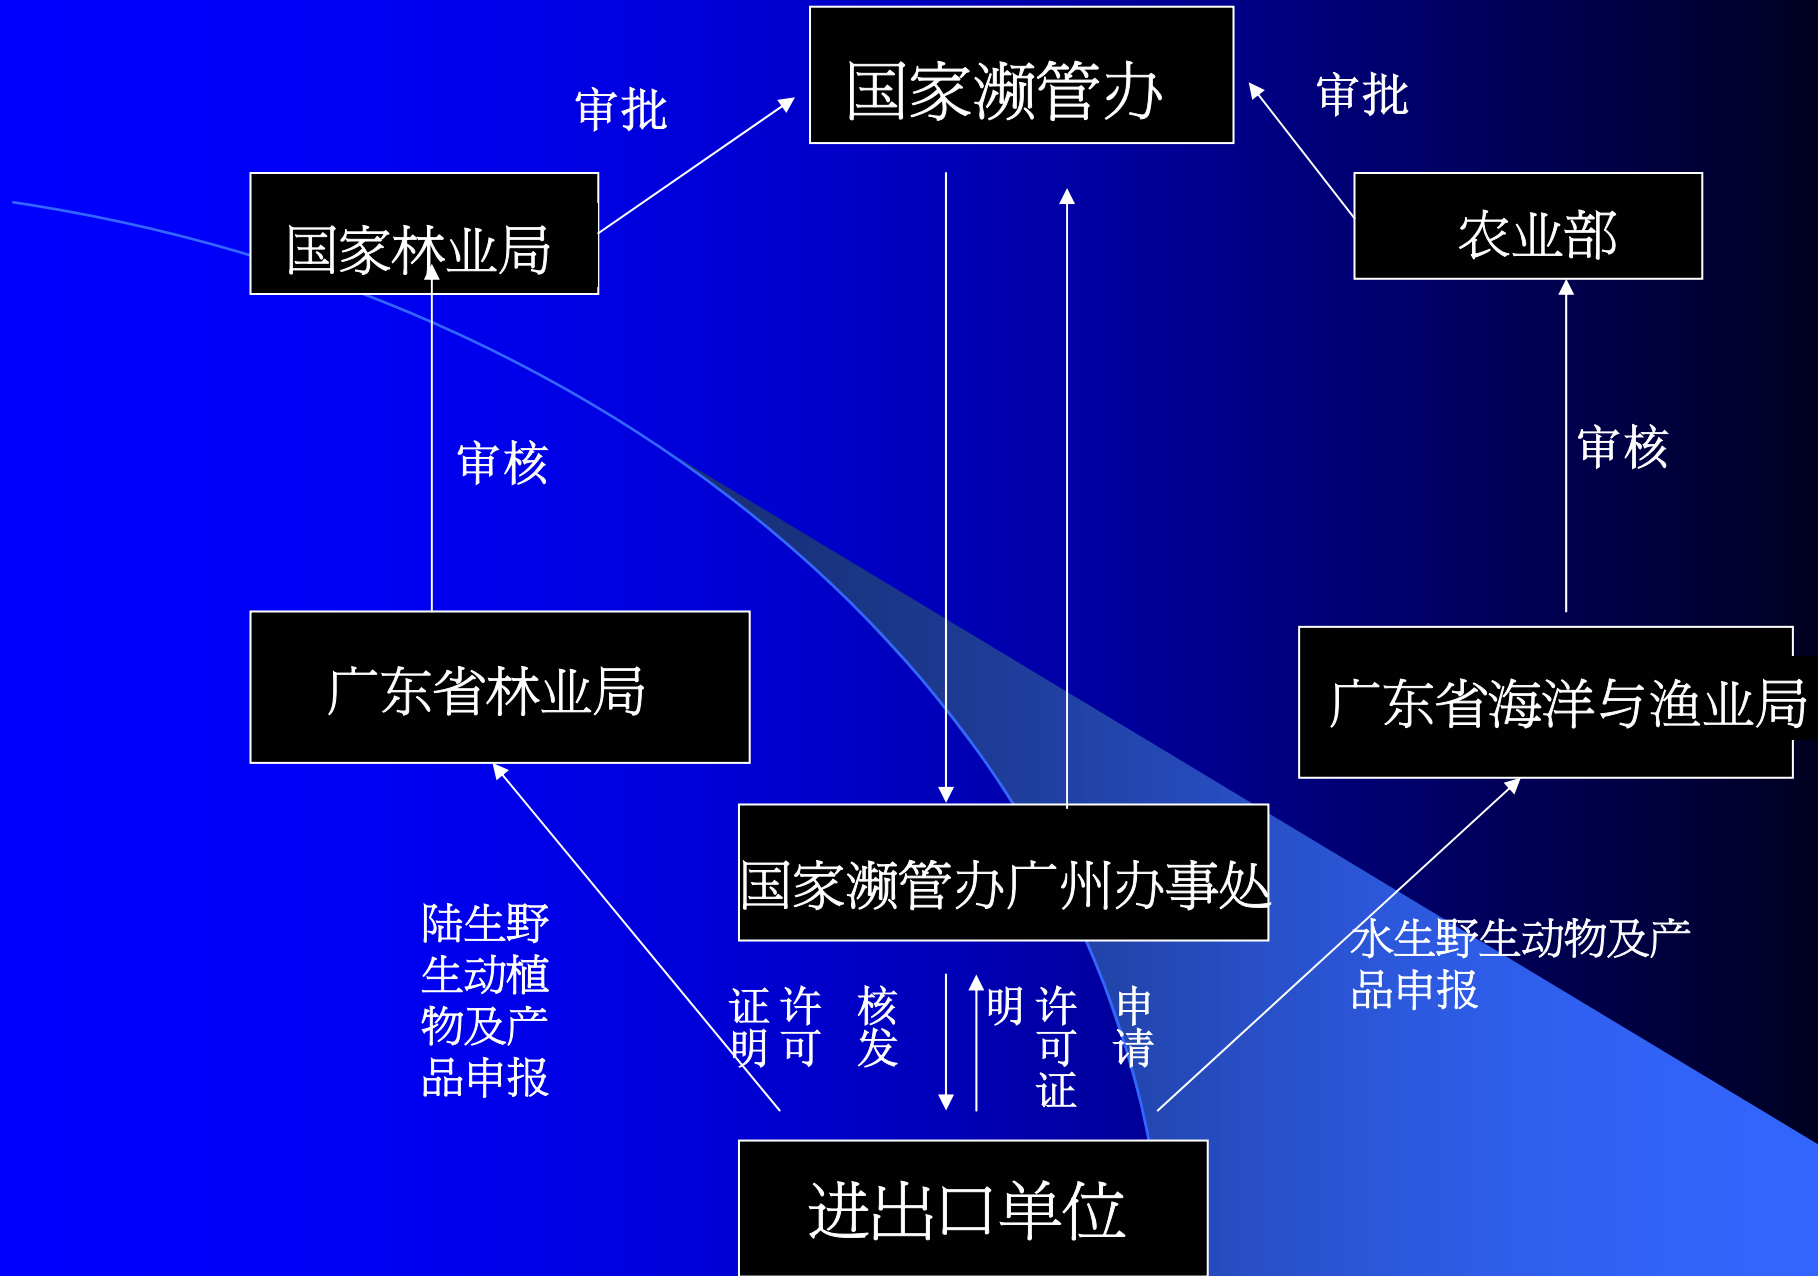 国家濒管办
审批
审批
国家林业局
农业部
审核
审核
广东省林业局
广东省海洋与渔业局
国家濒管办广州办事处
陆生野
生动植
物及产
品申报
水生野生动物及产
品申报
核发
许可
证明
申请
许可证
明
进出口单位